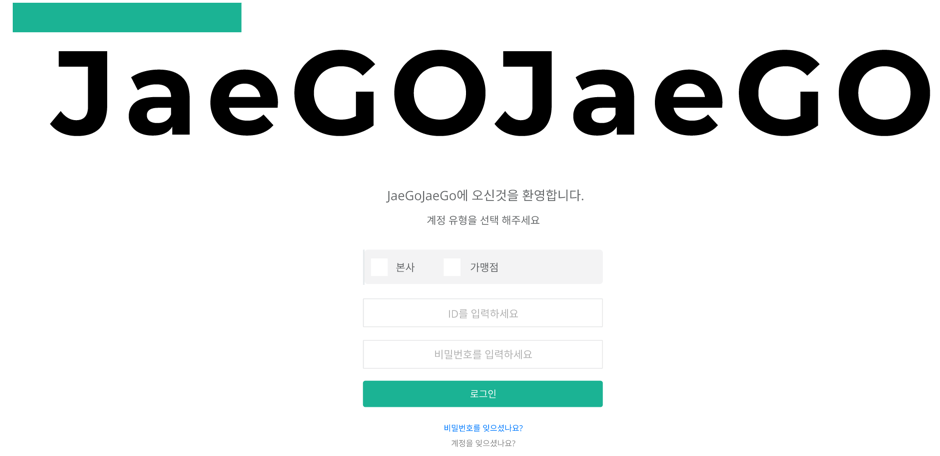 JaeGOJaeGO
JaeGoJaeGo에 오신것을 환영합니다.
계정 유형을 선택 해주세요
본사 가맹점
ID를 입력하세요
비밀번호를 입력하세요
로그인
비밀번호를 잊으셨나요?
계정을 잊으셨나요?